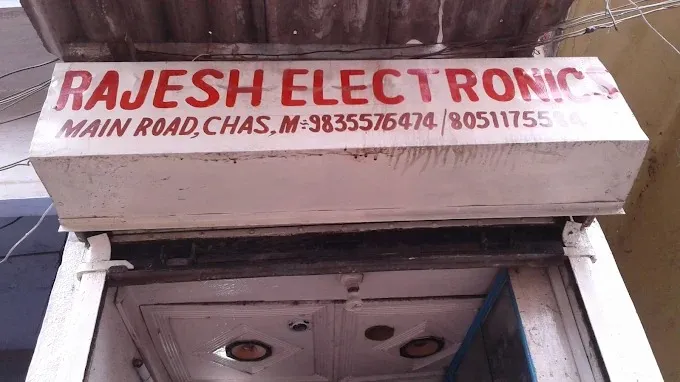 RAJESH ELECTRONICS
MAIN ROAD, CHAS, M÷9835576474/